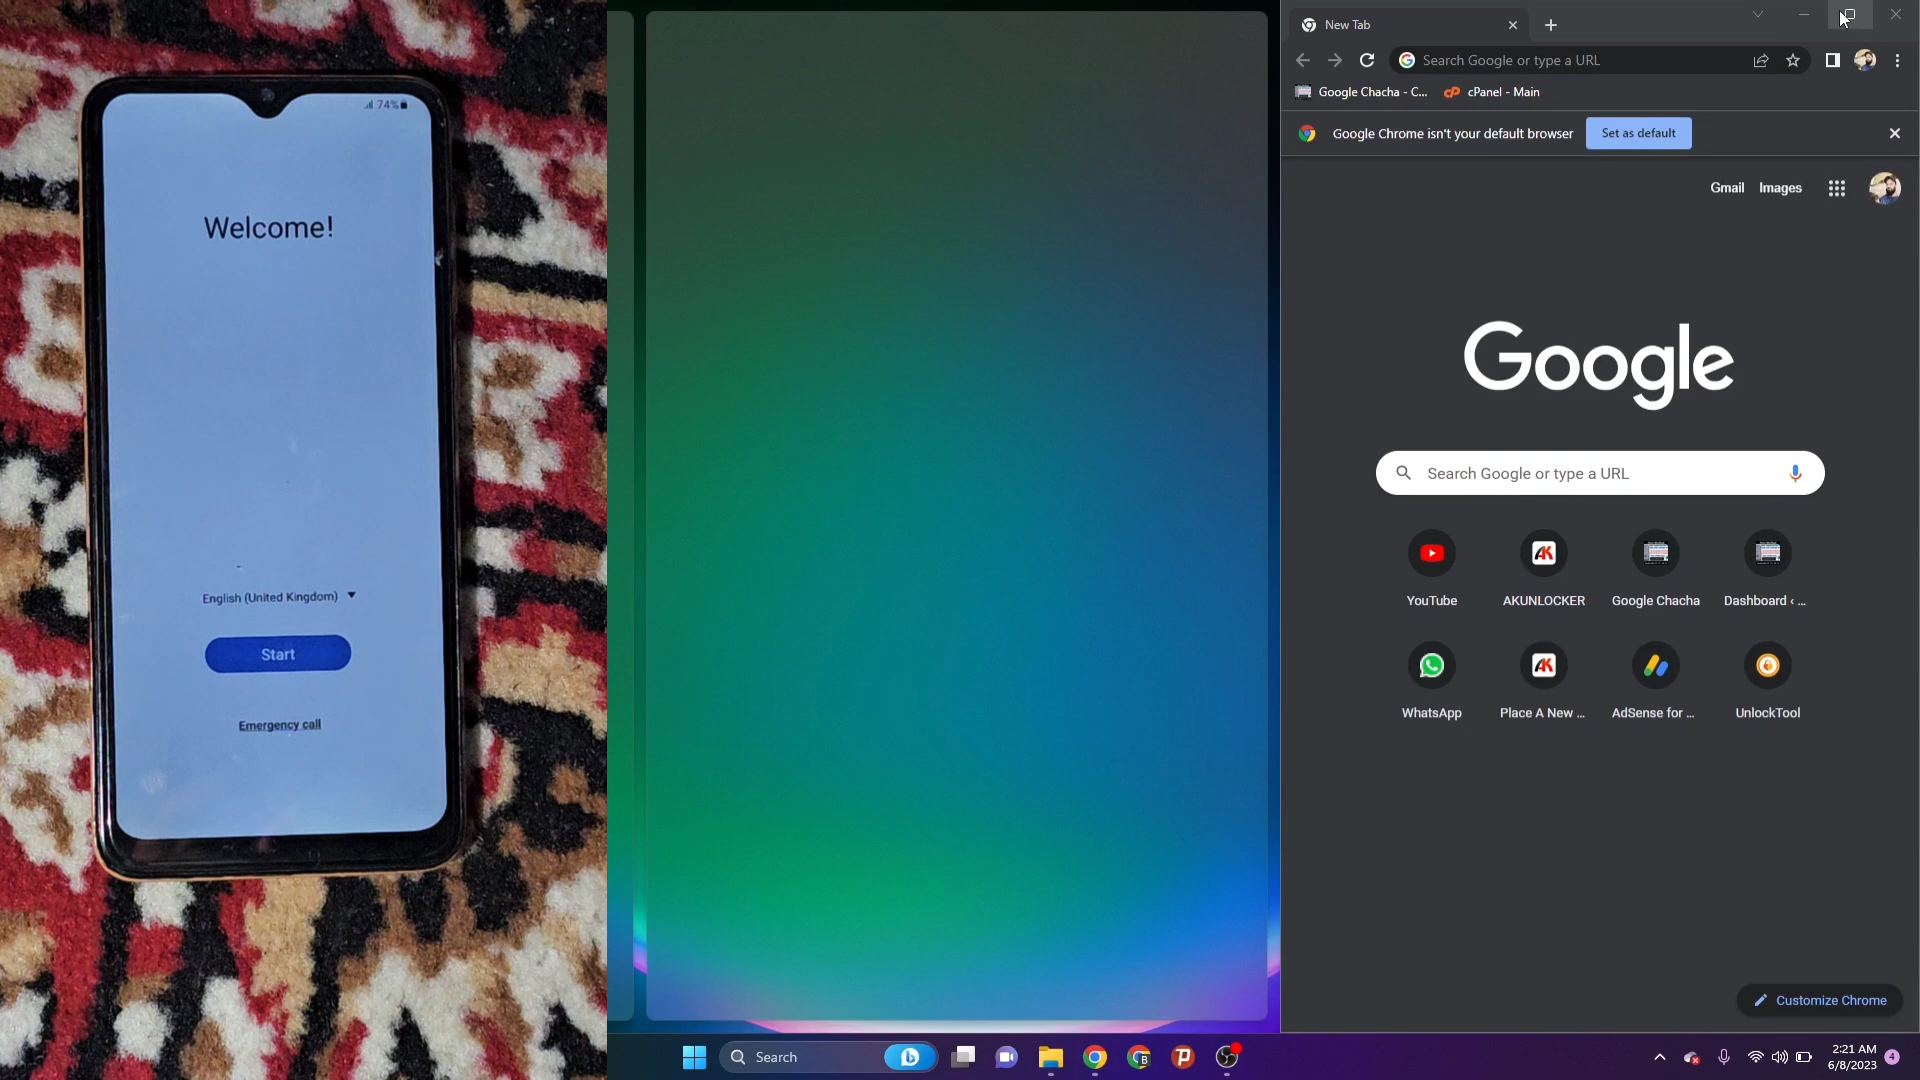 74%
Welcome!
English (United Kingdom)
Start
Emergency call
New Tab
Search Google or type a URL
Google Chacha - C...
cPanel - Main
Google Chrome isn't your default browser
Set as default
Gmail
Images
Google
Search Google or type a URL
YouTube
AKUNLOCKER
Google Chacha
Dashboard ‹ ...
WhatsApp
Place A New ...
AdSense for ...
UnlockTool
Customize Chrome
Search
2:21 AM
6/8/2023
4